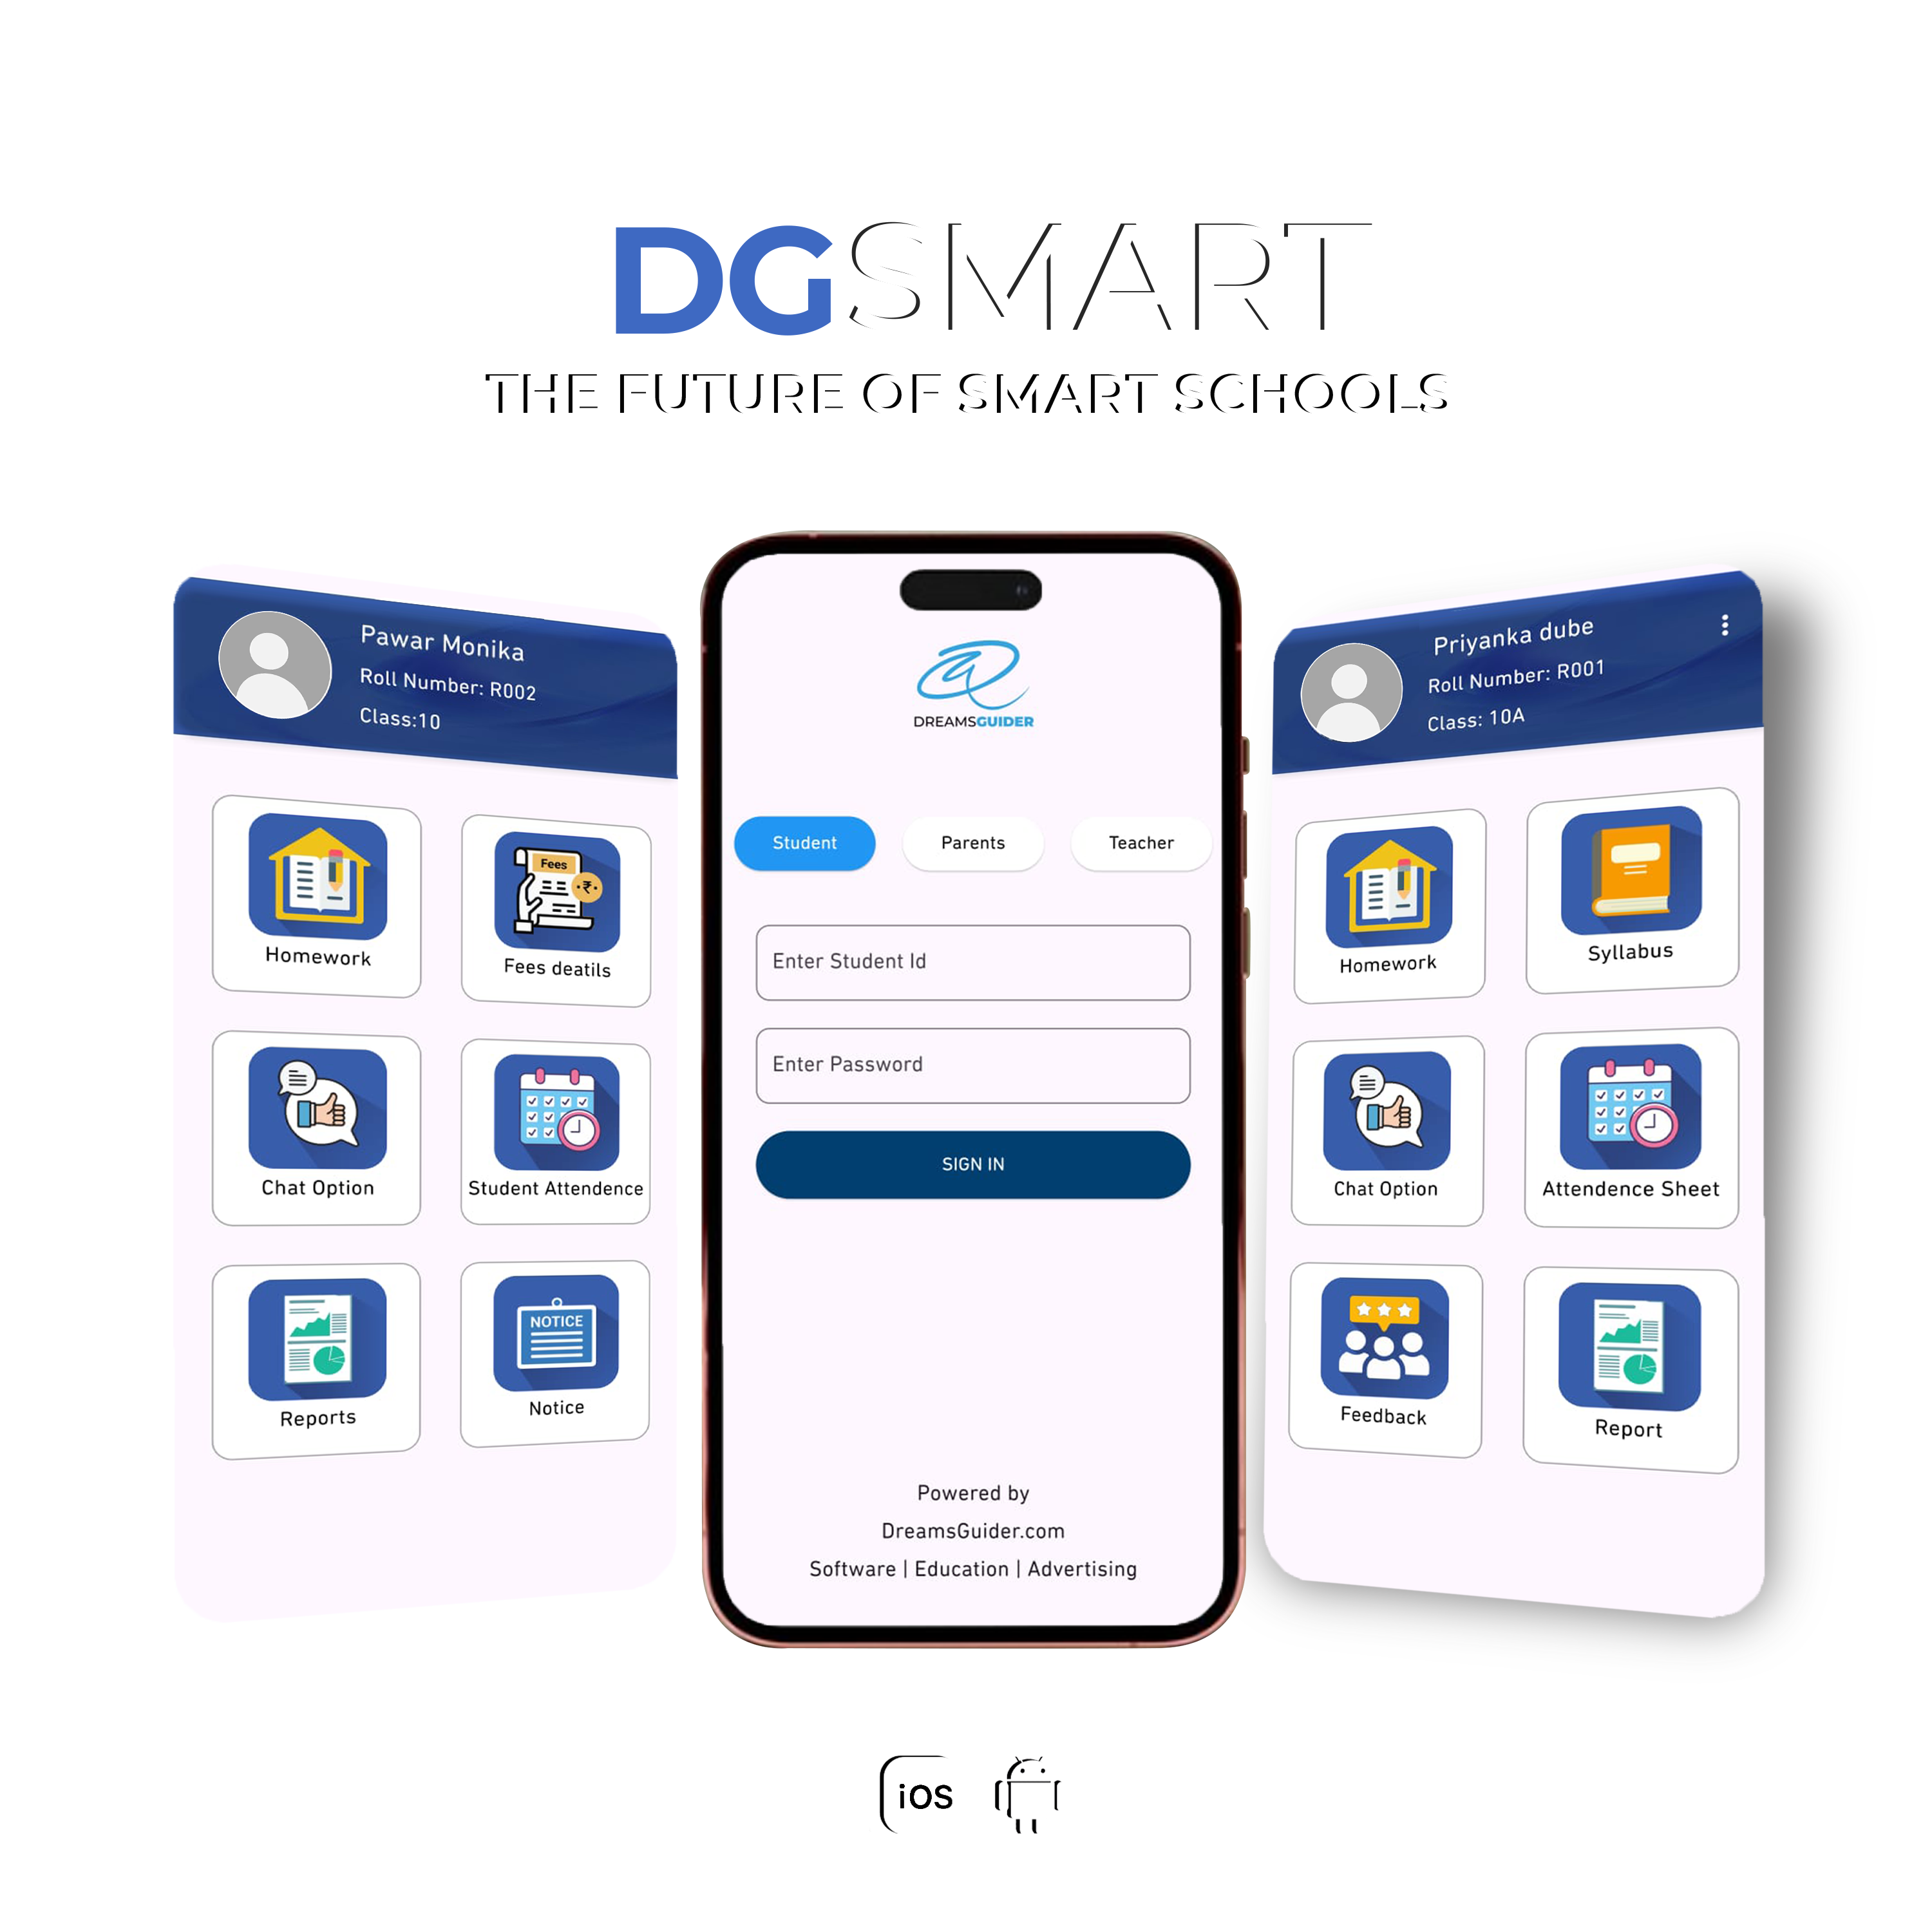 DGSMART
THE FUTURE OF SMART SCHOOLS
Pawar Monika
Roll Number: R002
Class:10
Homework
Fees
Fees deatils
Chat Option
Student Attendence
Reports
NOTICE
Notice
DREAMSGUIDER
Student
Parents
Teacher
Enter Student Id
Enter Password
SIGN IN
Powered by
DreamsGuider.com
Software | Education | Advertising
Priyanka dube
Roll Number: R001
Class: 10A
Homework
Syllabus
Chat Option
Attendence Sheet
Feedback
Report
iOS